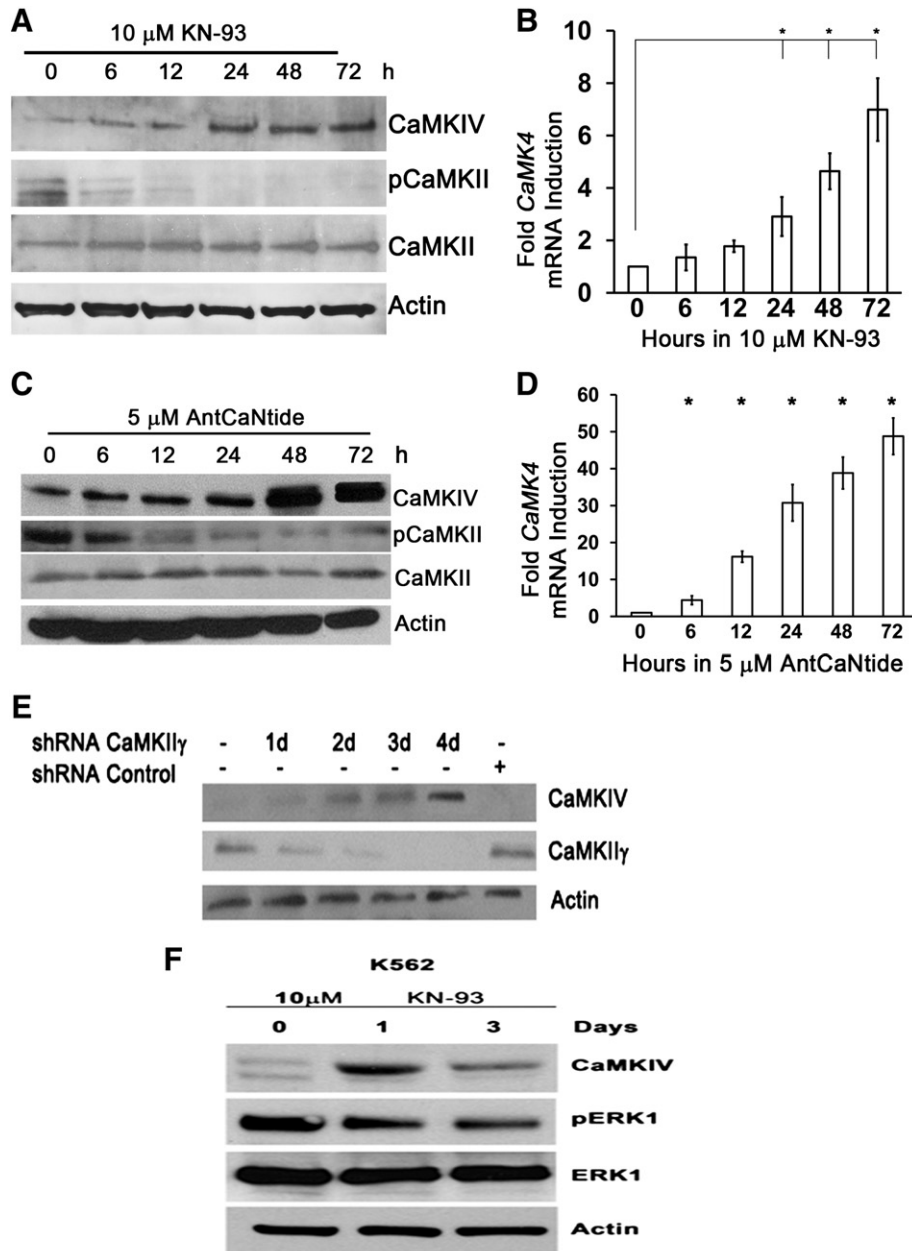 A
10 μM KN-93
0 6 12 24 48 72 h
CaMKIV
pCaMKII
CaMKII
Actin
B
Fold CaMK4
mRNA Induction
10
8
6
4
2
0
* * *
0 6 12 24 48 72
Hours in 10 μM KN-93
C
5 μM AntCaNtide
0 6 12 24 48 72 h
CaMKIV
pCaMKII
CaMKII
Actin
D
Fold CaMK4
mRNA Induction
60
50
40
30
20
10
0
* * * * *
0 6 12 24 48 72
Hours in 5 μM AntCaNtide
E
shRNA CaMKIIγ - 1d 2d 3d 4d -
shRNA Control - - - - - +
CaMKIV
CaMKIIγ
Actin
F
K562
10μM KN-93
0 1 3 Days
CaMKIV
pERK1
ERK1
Actin